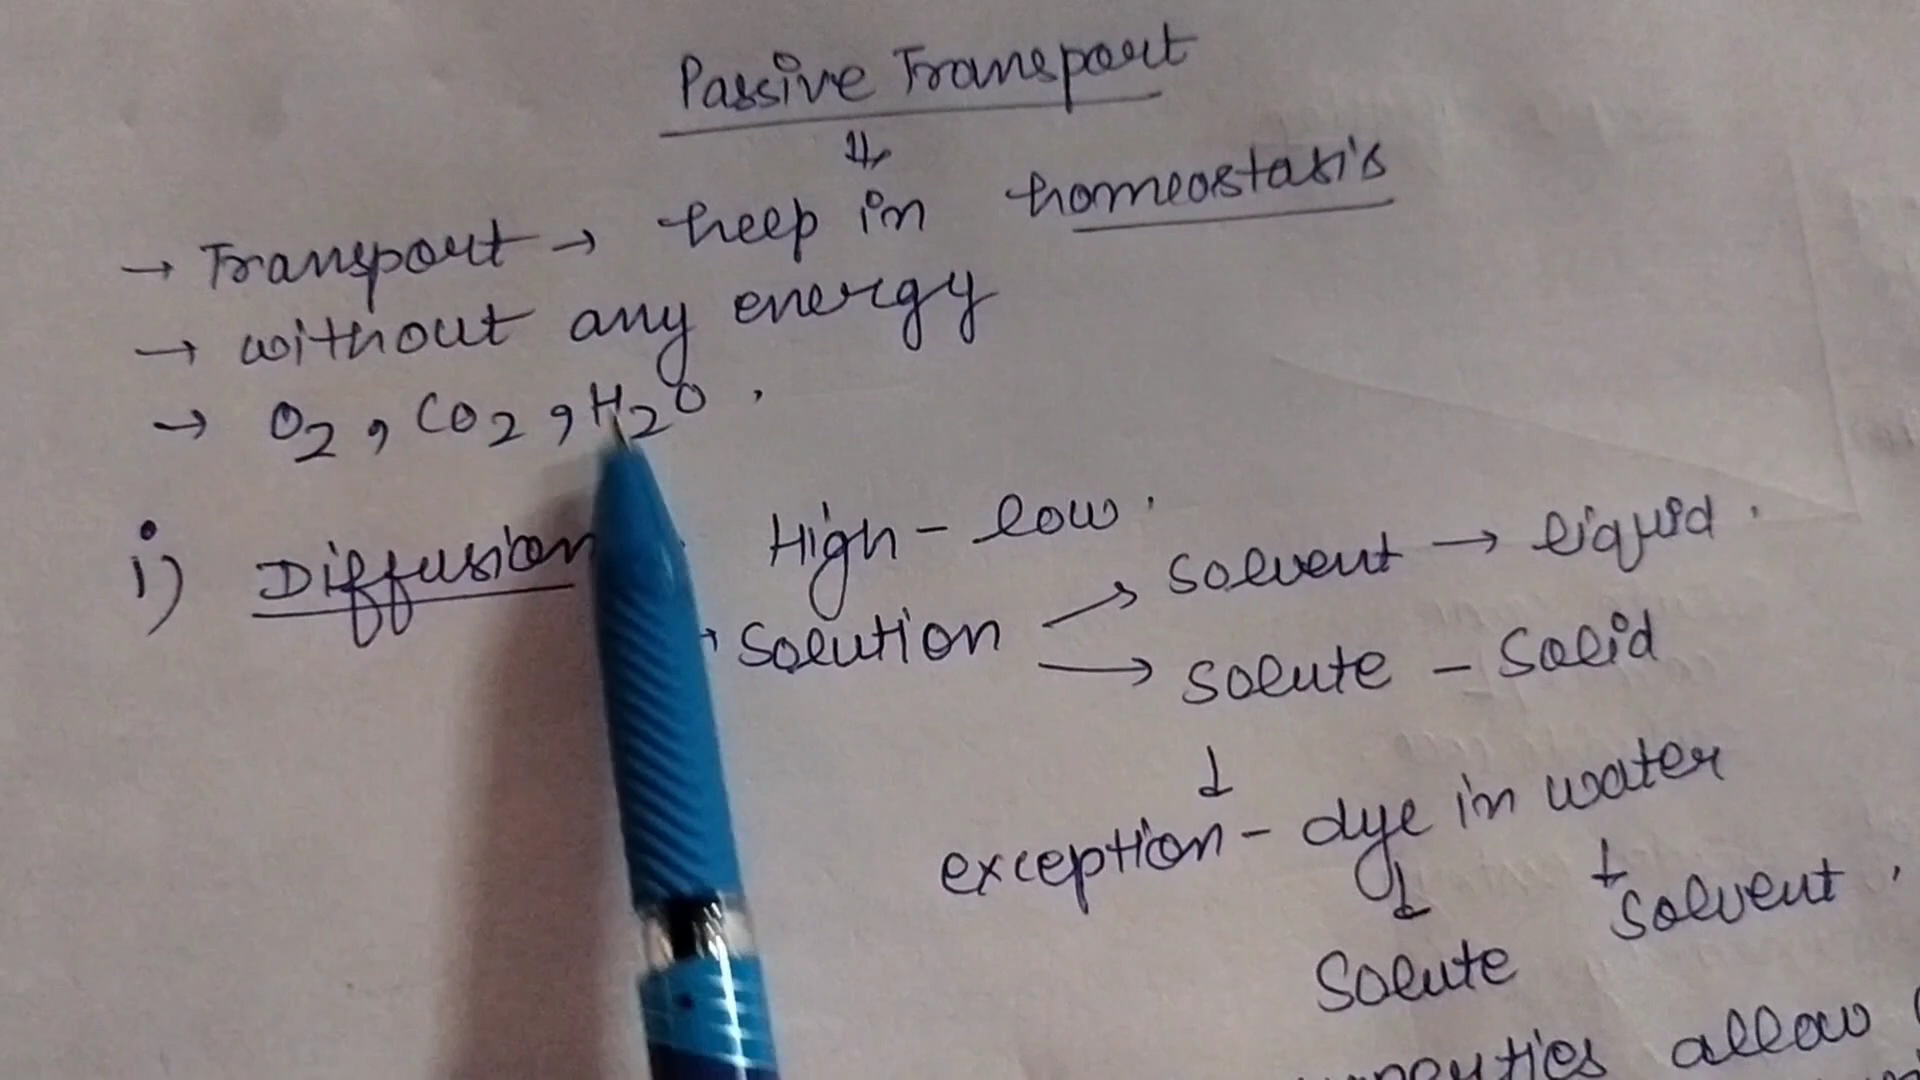 Passive Transport
→ Transport → keep in homeostasis
→ without any energy
→ O2, CO2, H2O.
i) Diffusion High - low.
Solution → Solvent → liquid.
→ Solute - Solid
exception - dye in water
Solute Solvent.
allow